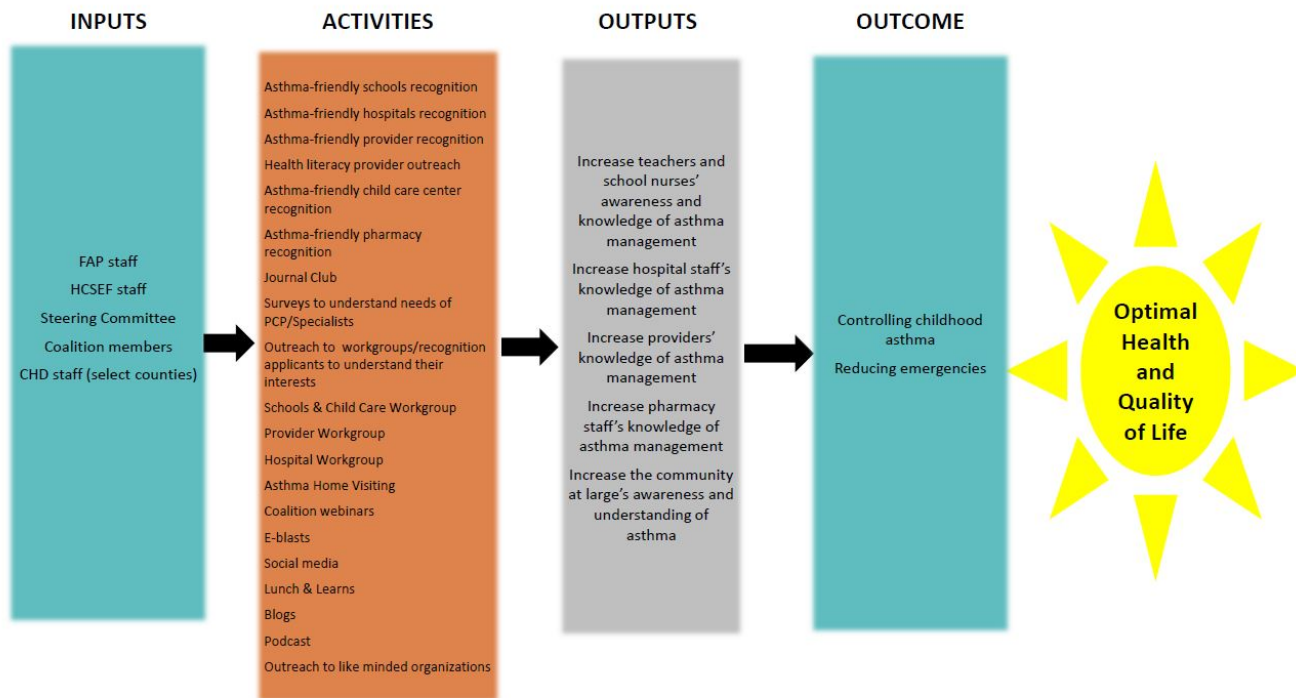 INPUTS
ACTIVITIES
OUTPUTS
OUTCOME
FAP staff
HCSEF staff
Steering Committee
Coalition members
CHD staff (select counties)
Asthma-friendly schools recognition
Asthma-friendly hospitals recognition
Asthma-friendly provider recognition
Health literacy provider outreach
Asthma-friendly child care center
recognition
Asthma-friendly pharmacy
recognition
Journal Club
Surveys to understand needs of
PCP/Specialists
Outreach to workgroups/recognition
applicants to understand their
interests
Schools & Child Care Workgroup
Provider Workgroup
Hospital Workgroup
Asthma Home Visiting
Coalition webinars
E-blasts
Social media
Lunch & Learns
Blogs
Podcast
Outreach to like minded organizations
Increase teachers and
school nurses'
awareness and
knowledge of asthma
management
Increase hospital staff's
knowledge of asthma
management
Increase providers'
knowledge of asthma
management
Increase pharmacy
staff's knowledge of
asthma management
Increase the community
at large's awareness and
understanding of
asthma
Controlling childhood
asthma
Reducing emergencies
Optimal
Health
and
Quality
of Life